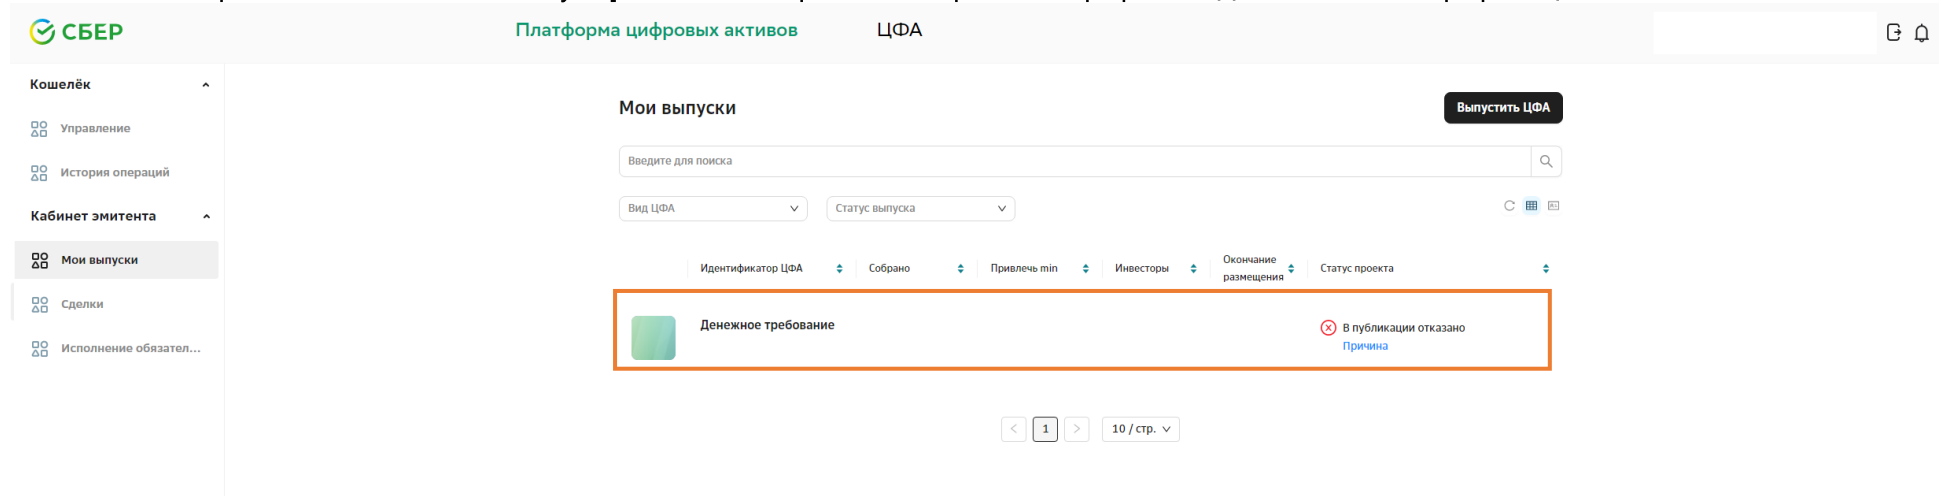 СБЕР
Платформа цифровых активов
ЦФА
Кошелёк
Управление
История операций
Кабинет эмитента
Мои выпуски
Сделки
Исполнение обязател...
Мои выпуски
Выпустить ЦФА
Введите для поиска
Вид ЦФА
Статус выпуска
Идентификатор ЦФА
Собрано
Привлечь min
Инвесторы
Окончание
размещения
Статус проекта
Денежное требование
В публикации отказано
Причина
1
10 / стр.